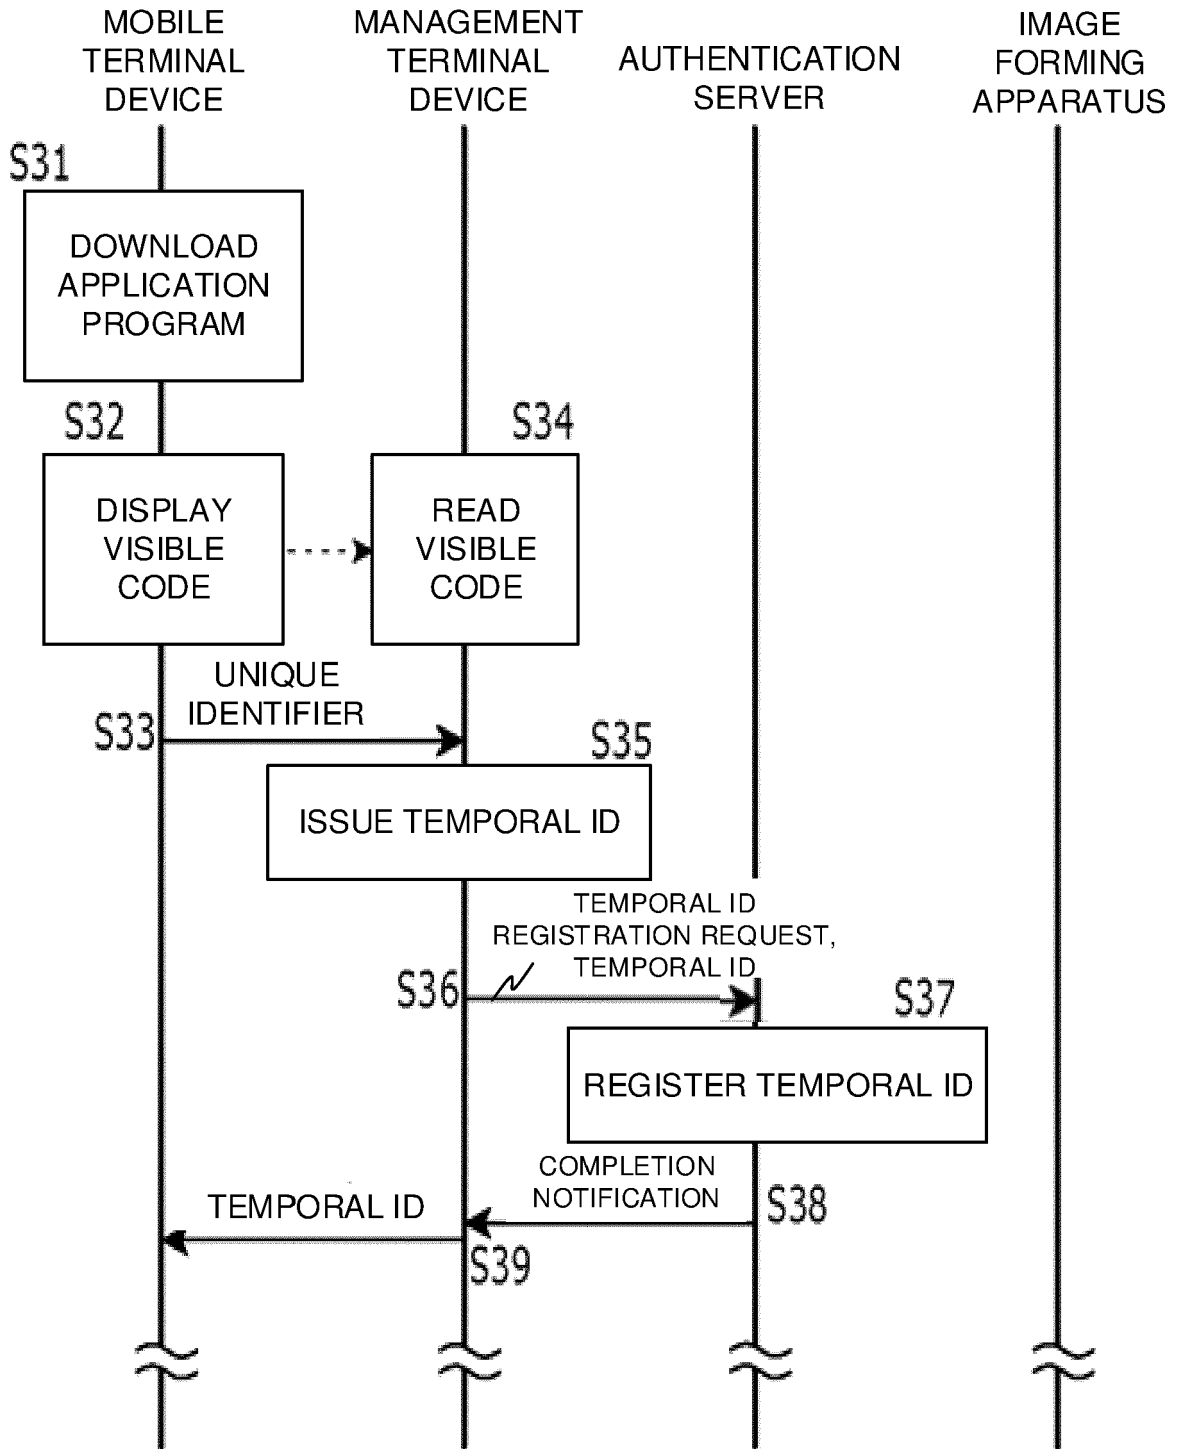 MOBILE
TERMINAL
DEVICE
MANAGEMENT
TERMINAL
DEVICE
AUTHENTICATION
SERVER
IMAGE
FORMING
APPARATUS
S31
DOWNLOAD
APPLICATION
PROGRAM
S32
S34
DISPLAY
VISIBLE
CODE
READ
VISIBLE
CODE
UNIQUE
IDENTIFIER
S33
S35
ISSUE TEMPORAL ID
TEMPORAL ID
REGISTRATION REQUEST,
TEMPORAL ID
S36
S37
REGISTER TEMPORAL ID
COMPLETION
NOTIFICATION
S38
TEMPORAL ID
S39